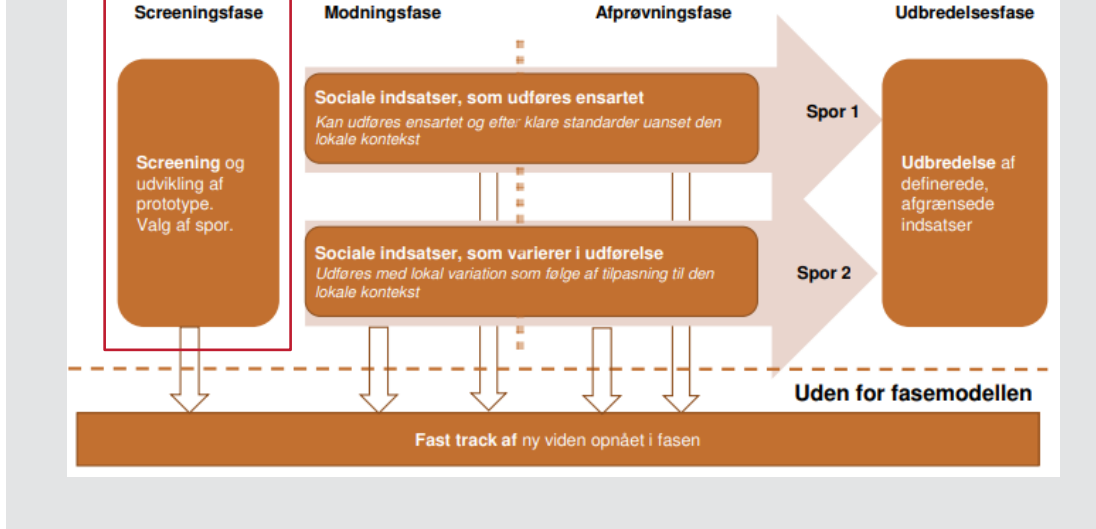 Screeningsfase
Modningsfase
Afprøvningsfase
Udbredelsesfase
Screening og
udvikling af
prototype.
Valg af spor.
Sociale indsatser, som udføres ensartet
Kan udføres ensartet og efter klare standarder uanset den
lokale kontekst
Spor 1
Sociale indsatser, som varierer i udførelse
Udføres med lokal variation som følge af tilpasning til den
lokale kontekst
Spor 2
Udbredelse af
definerede,
afgrænsede
indsatser
Uden for fasemodellen
Fast track af ny viden opnået i fasen